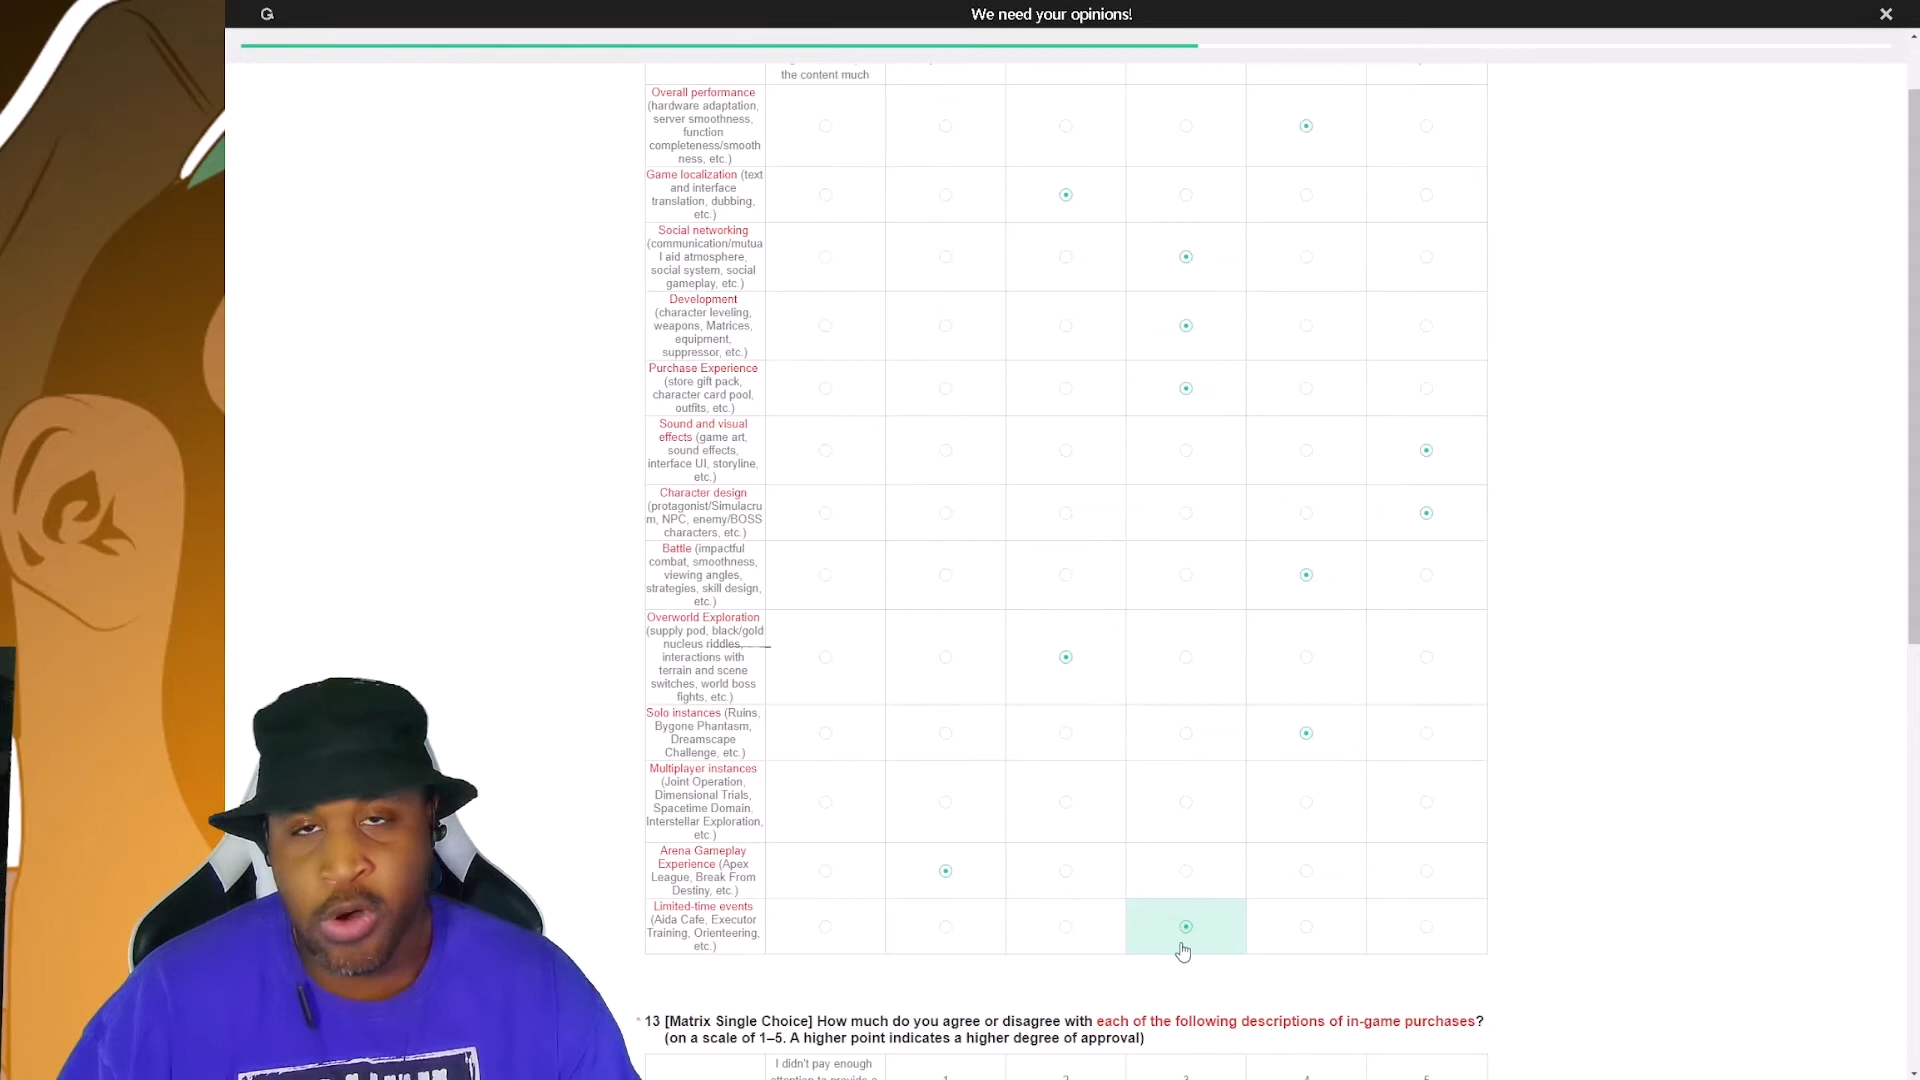 We need your opinions!
the content much
Overall performance
(hardware adaptation,
server smoothness,
function
completeness/smooth
ness, etc.)
Game localization (text
and interface
translation, dubbing,
etc.)
Social networking
(communication/mutua
l aid atmosphere,
social system, social
gameplay, etc.)
Development
(character leveling,
weapons, Matrices,
equipment,
suppressor, etc.)
Purchase Experience
(store gift pack,
character card pool,
outfits, etc.)
Sound and visual
effects (game art,
sound effects,
interface UI, storyline,
etc.)
Character design
(protagonist/Simulacru
m, NPC, enemy/BOSS
characters, etc.)
Battle (impactful
combat, smoothness,
viewing angles,
strategies, skill design,
etc.)
Overworld Exploration
(supply pod, black/gold
nucleus riddles,
interactions with
terrain and scene
switches, world boss
fights, etc.)
Solo instances (Ruins,
Bygone Phantasm,
Dreamscape
Challenge, etc.)
Multiplayer instances
(Joint Operation,
Dimensional Trials,
Spacetime Domain,
Interstellar Exploration,
etc.)
Arena Gameplay
Experience (Apex
League, Break From
Destiny, etc.)
Limited-time events
(Aida Cafe, Executor
Training, Orienteering,
etc.)
* 13 [Matrix Single Choice] How much do you agree or disagree with each of the following descriptions of in-game purchases?
(on a scale of 1–5. A higher point indicates a higher degree of approval)
I didn't pay enough